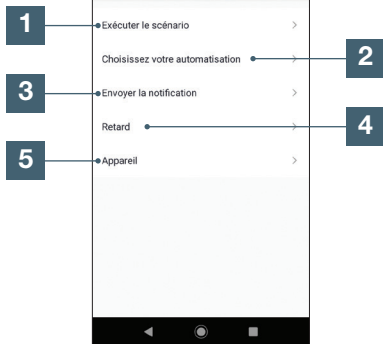 1
Exécuter le scénario
Choisissez votre automatisation
2
3
Envoyer la notification
Retard
4
5
Appareil